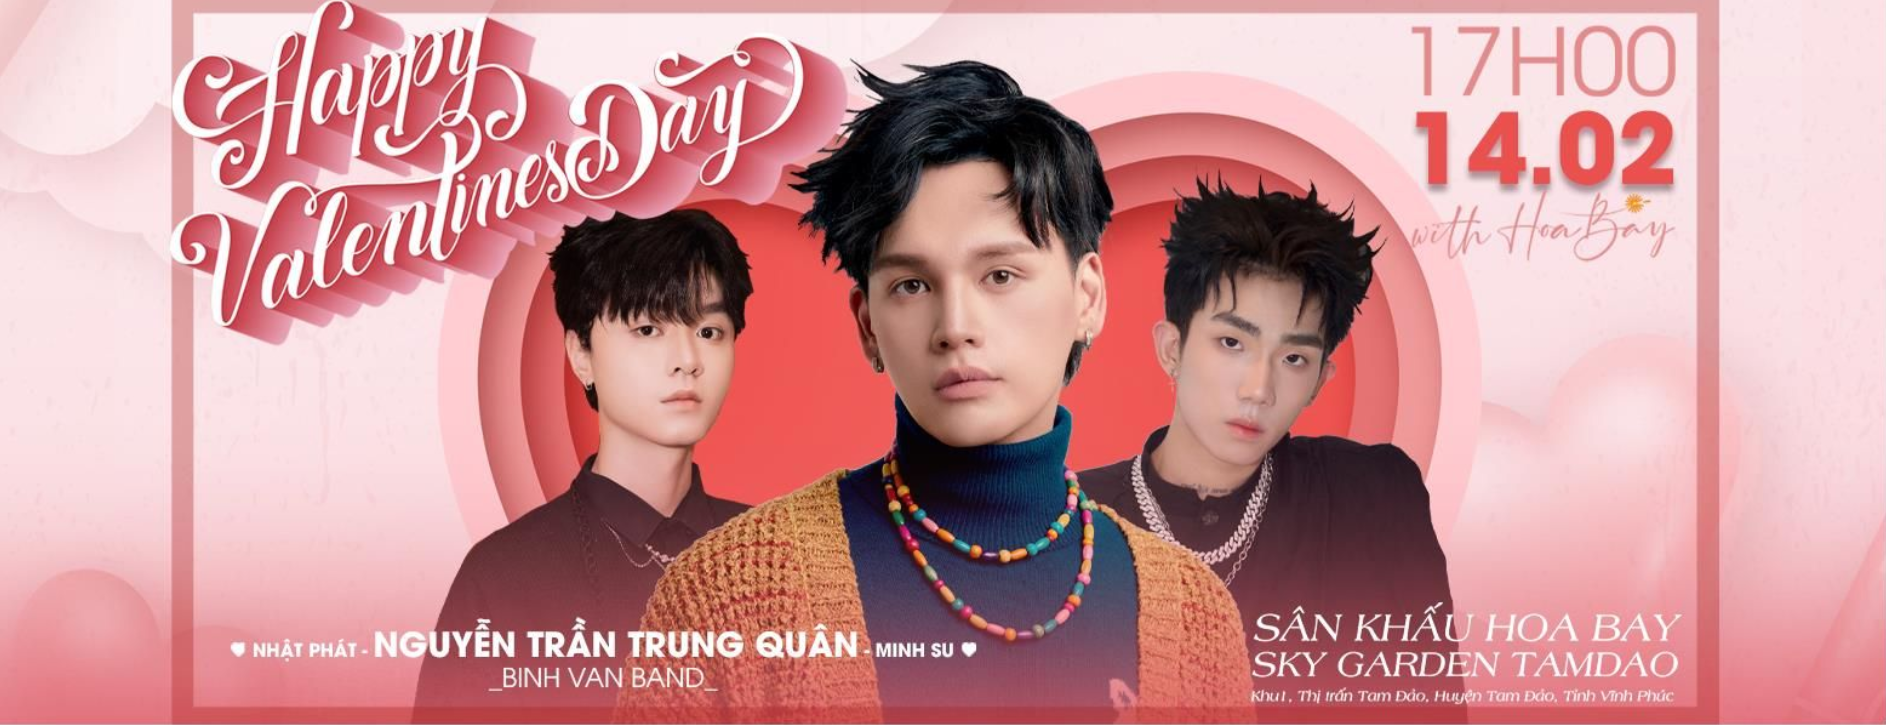 Happy
Valentines Day
17H00
14.02
with HoaBay
NHẬT PHÁT - NGUYỄN TRẦN TRUNG QUÂN - MINH SU
_BINH VAN BAND_
SÂN KHẤU HOA BAY
SKY GARDEN TAMDAO
Khu1, Thị trấn Tam Đảo, Huyện Tam Đảo, Tỉnh Vĩnh Phúc